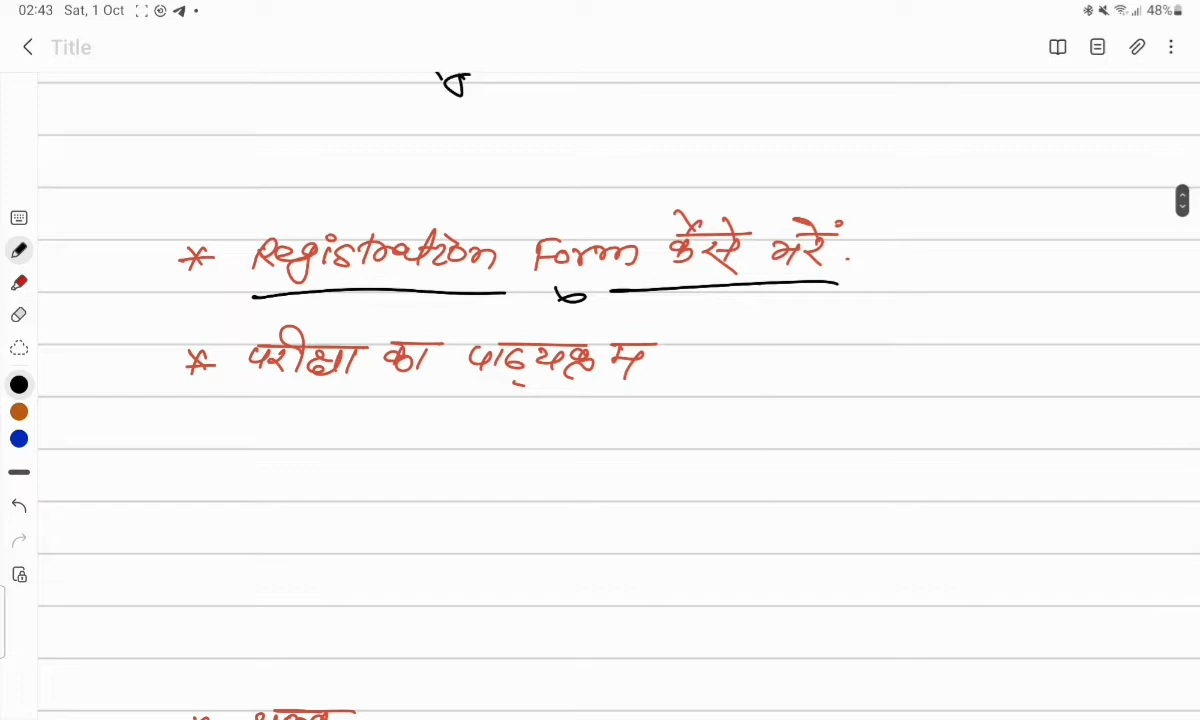 02:43 Sat, 1 Oct 48%
Title
* Registration Form कैसे भरें.
* परीक्षा का पाठ्यक्रम